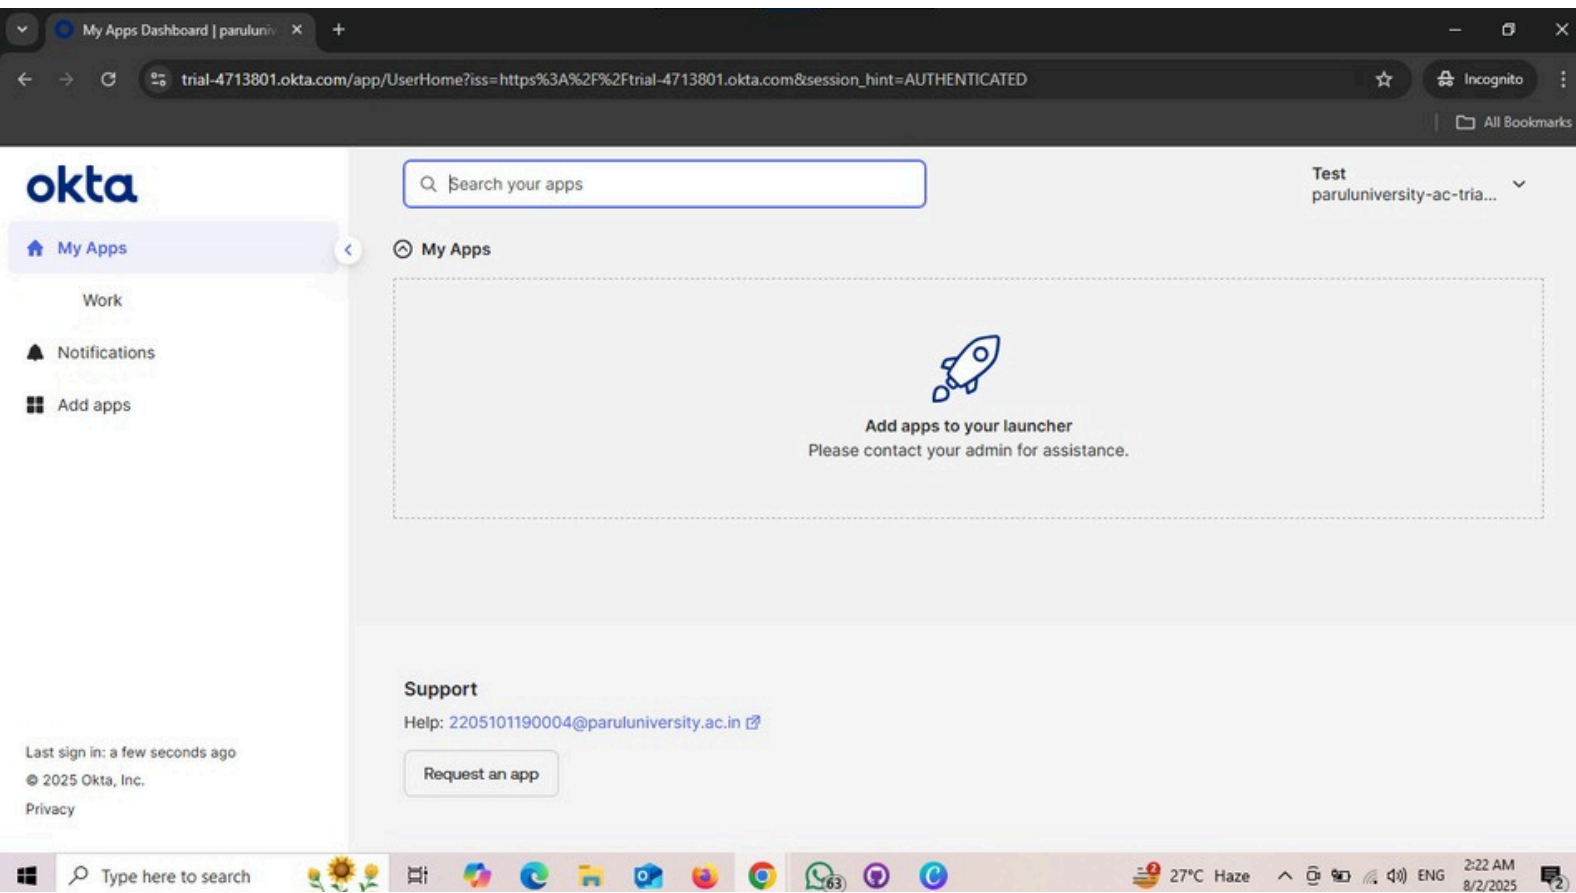 My Apps Dashboard | paruluniv
trial-4713801.okta.com/app/UserHome?iss=https%3A%2F%2Ftrial-4713801.okta.com&session_hint=AUTHENTICATED
Incognito
All Bookmarks
okta
Search your apps
Test
paruluniversity-ac-tria...
My Apps
Work
Notifications
Add apps
My Apps
Add apps to your launcher
Please contact your admin for assistance.
Support
Help: 2205101190004@paruluniversity.ac.in
Request an app
Last sign in: a few seconds ago
© 2025 Okta, Inc.
Privacy
Type here to search
63
2
27°C Haze
ENG
2:22 AM
8/2/2025
2